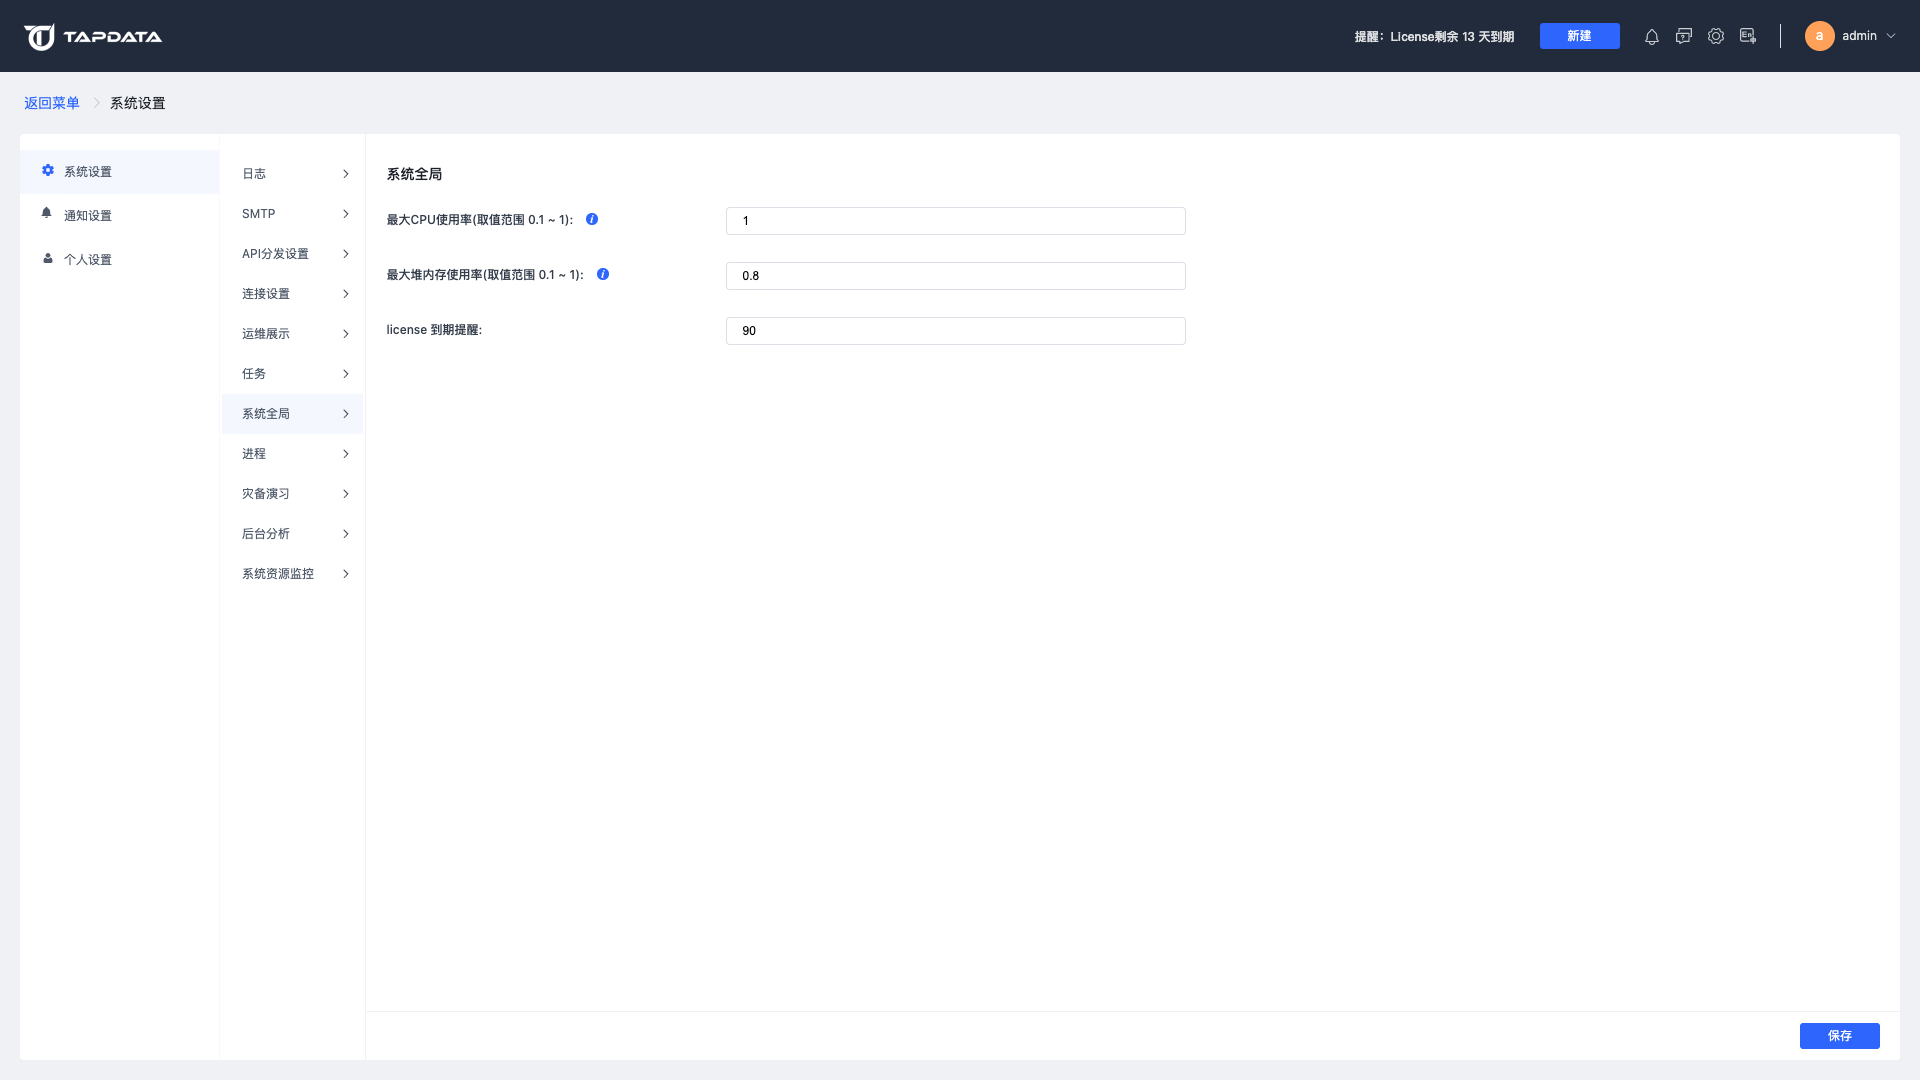 TAPDATA
提醒：License剩余 13 天到期
新建
a
admin
返回菜单
系统设置
系统设置
通知设置
个人设置
日志
SMTP
API分发设置
连接设置
运维展示
任务
系统全局
进程
灾备演习
后台分析
系统资源监控
系统全局
最大CPU使用率(取值范围 0.1 ~ 1):
1
最大堆内存使用率(取值范围 0.1 ~ 1):
0.8
license 到期提醒:
90
保存